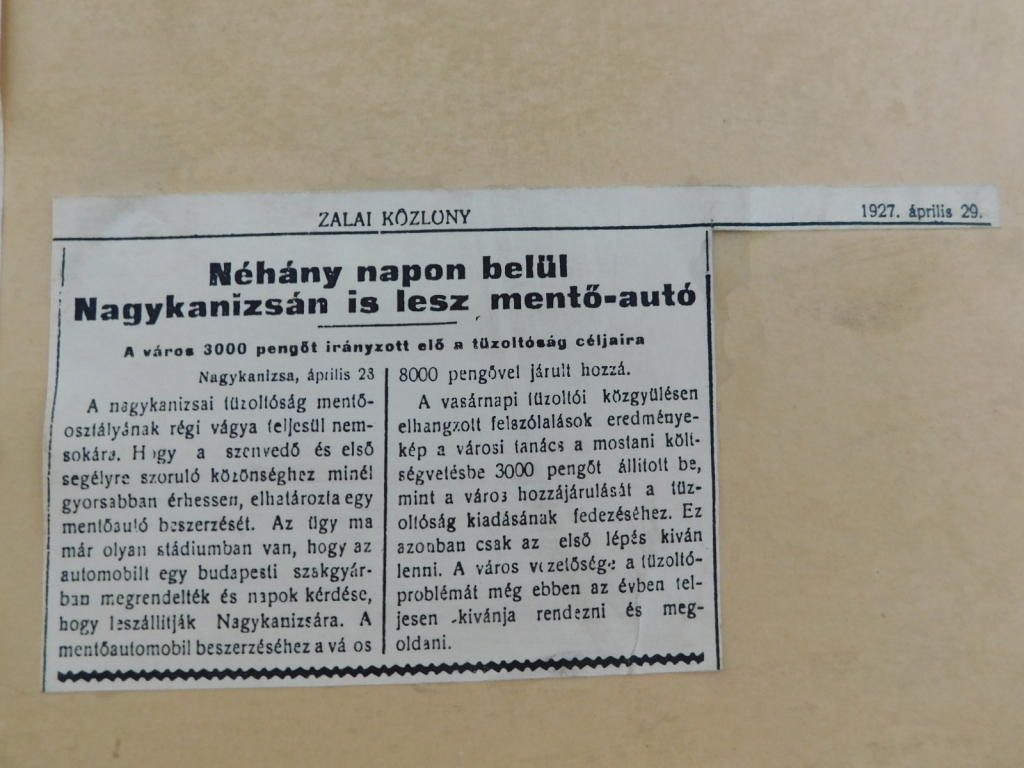 ZALAI KÖZLÖNY
1927. április 29.
Néhány napon belül
Nagykanizsán is lesz mentő-autó
A város 3000 pengőt irányzott elő a tüzoltóság céljaira
Nagykanizsa, április 28
A nagykanizsai tüzoltóság mentő-
osztályának régi vágya teljesül nem-
sokára. Hogy a szenvedő és első
segélyre szoruló közönséghez minél
gyorsabban érhessen, elhatározta egy
mentőautó beszerzését. Az ügy ma
már olyan stádiumban van, hogy az
automobilt egy budapesti szakgyár-
ban megrendelték és napok kérdése,
hogy leszállitják Nagykanizsára. A
mentőautomobil beszerzéséhez a vá os
8000 pengővel járult hozzá.
A vasárnapi tüzoltói közgyülésen
elhangzott felszólalások eredménye-
kép a városi tanács a mostani költ-
ségvetésbe 3000 pengőt állitott be,
mint a város hozzájárulását a tüz-
oltóság kiadásának fedezéséhez. Ez
azonban csak az első lépés kiván
lenni. A város vezetősége a tüzoltó-
problémát még ebben az évben tel-
jesen kivánja rendezni és meg-
oldani.